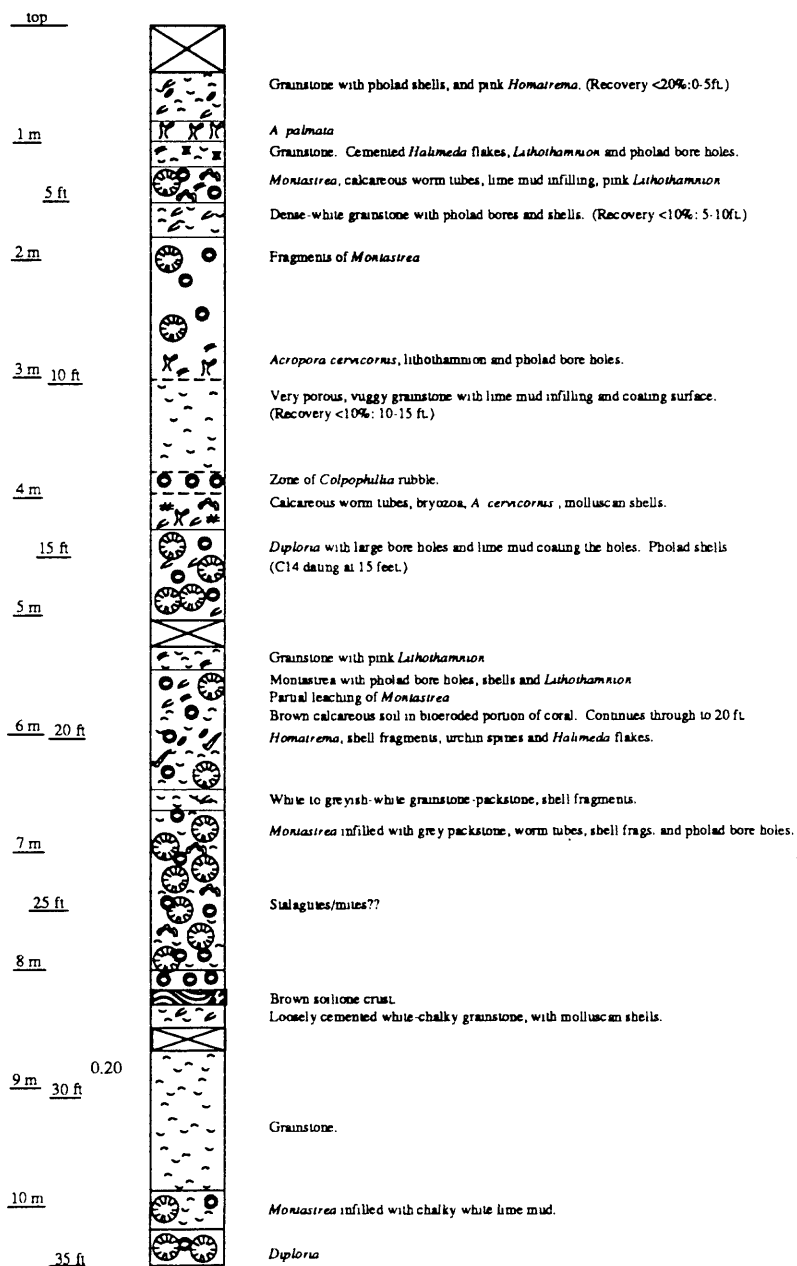 top
Grainstone with pholad shells, and pink Homatrema. (Recovery <20%:0-5ft.)
A palmata
1 m
Grainstone. Cemented Halimeda flakes, Lithothamnion and pholad bore holes.
Montastrea, calcareous worm tubes, lime mud infilling, pink Lithothamnion
5 ft
Dense-white grainstone with pholad bores and shells. (Recovery <10%: 5-10ft.)
2 m
Fragments of Montastrea
Acropora cervicornis, lithothamnion and pholad bore holes.
3 m 10 ft
Very porous, vuggy grainstone with lime mud infilling and coating surface.
(Recovery <10%: 10-15 ft.)
Zone of Colpophilia rubble.
4 m
Calcareous worm tubes, bryozoa, A cervicornis , molluscan shells.
15 ft
Diploria with large bore holes and lime mud coating the holes. Pholad shells
(C14 dating at 15 feet.)
5 m
Grainstone with pink Lithothamnion
Montastrea with pholad bore holes, shells and Lithothamnion
Partial leaching of Montastrea
Brown calcareous soil in bioeroded portion of coral. Continues through to 20 ft.
6 m 20 ft
Homatrema, shell fragments, urchin spines and Halimeda flakes.
White to greyish-white grainstone-packstone, shell fragments.
Montastrea infilled with grey packstone, worm tubes, shell frags. and pholad bore holes.
7 m
25 ft
Stalagtites/mites??
8 m
Brown soilione crust.
Loosely cemented white-chalky grainstone, with molluscan shells.
0.20
9 m 30 ft
Grainstone.
10 m
Montastrea infilled with chalky white lime mud.
35 ft
Diploria